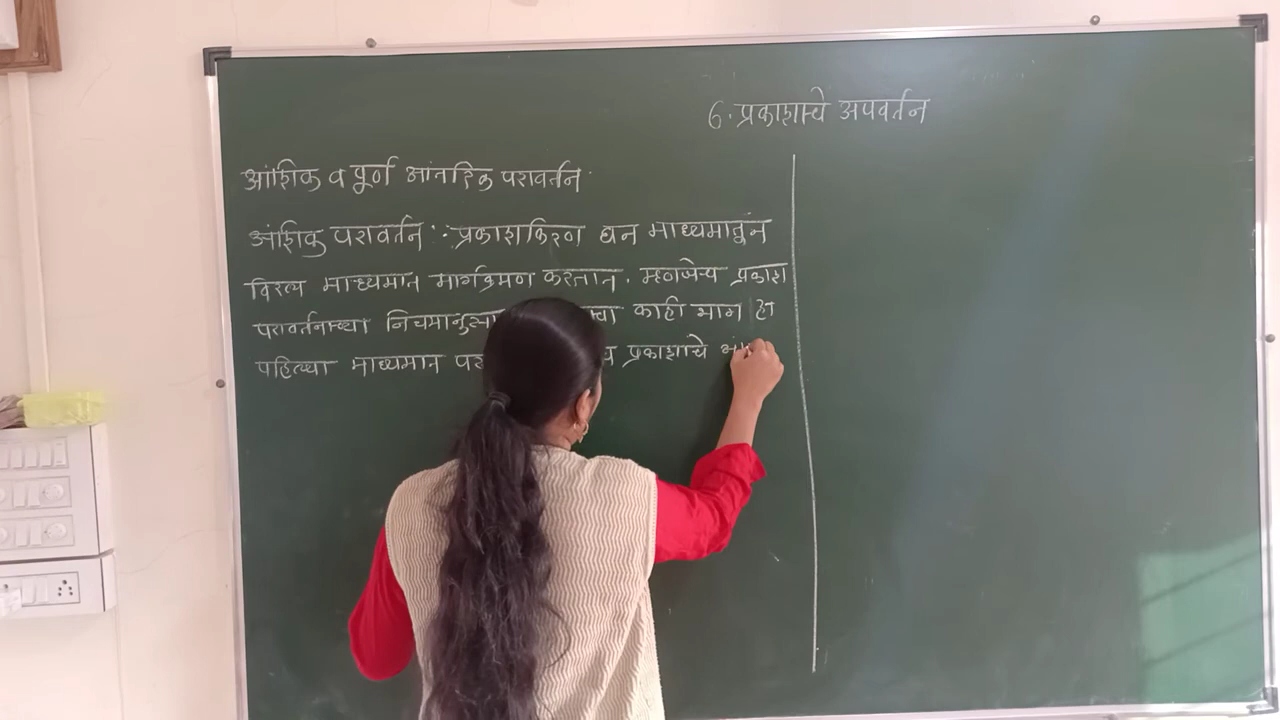 6. प्रकाशाचे अपवर्तन
आंशिक व पूर्ण आंतरिक परावर्तन.
आंशिक परावर्तन :- प्रकाशकिरण घन माध्यमातून
विरल माध्यमात मार्गक्रमण करताना. म्हणजेच प्रकाश
परावर्तनाच्या नियमानुसार काही भाग हा
पहिल्या माध्यमात प्रकाशाचे